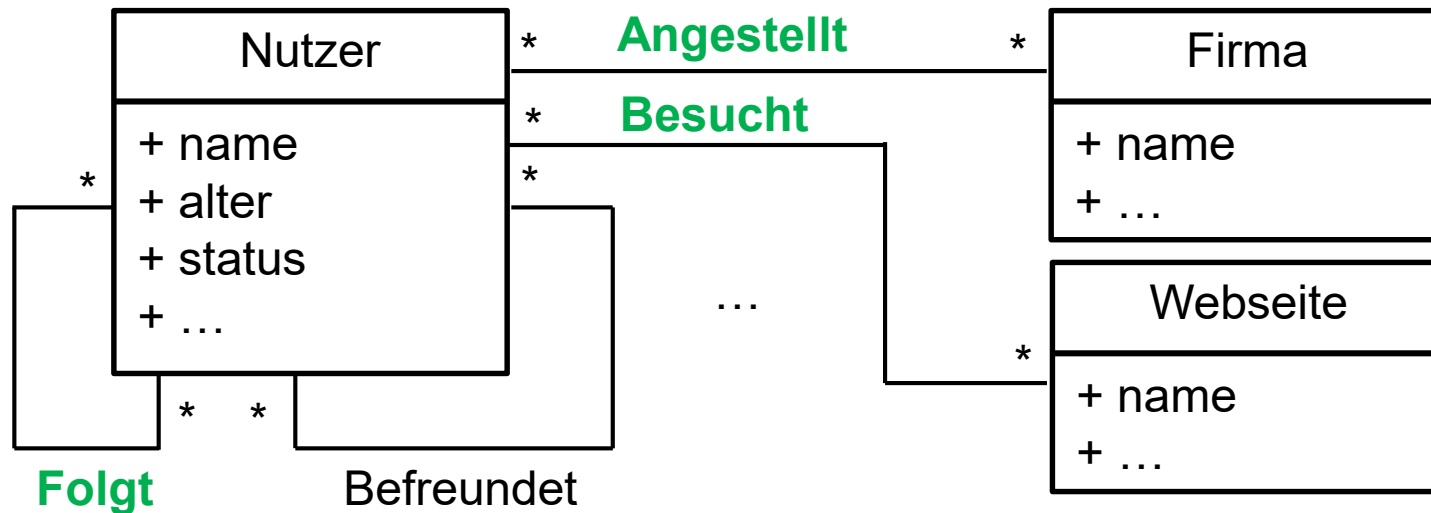 Nutzer
+ name
+ alter
+ status
+ …
* Angestellt *
* Besucht *
Firma
+ name
+ …
Webseite
+ name
+ …
…
* *
Folgt
* *
Befreundet